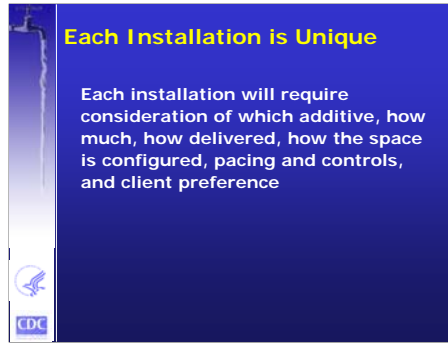 Each Installation is Unique
Each installation will require
consideration of which additive, how
much, how delivered, how the space
is configured, pacing and controls,
and client preference
CDC